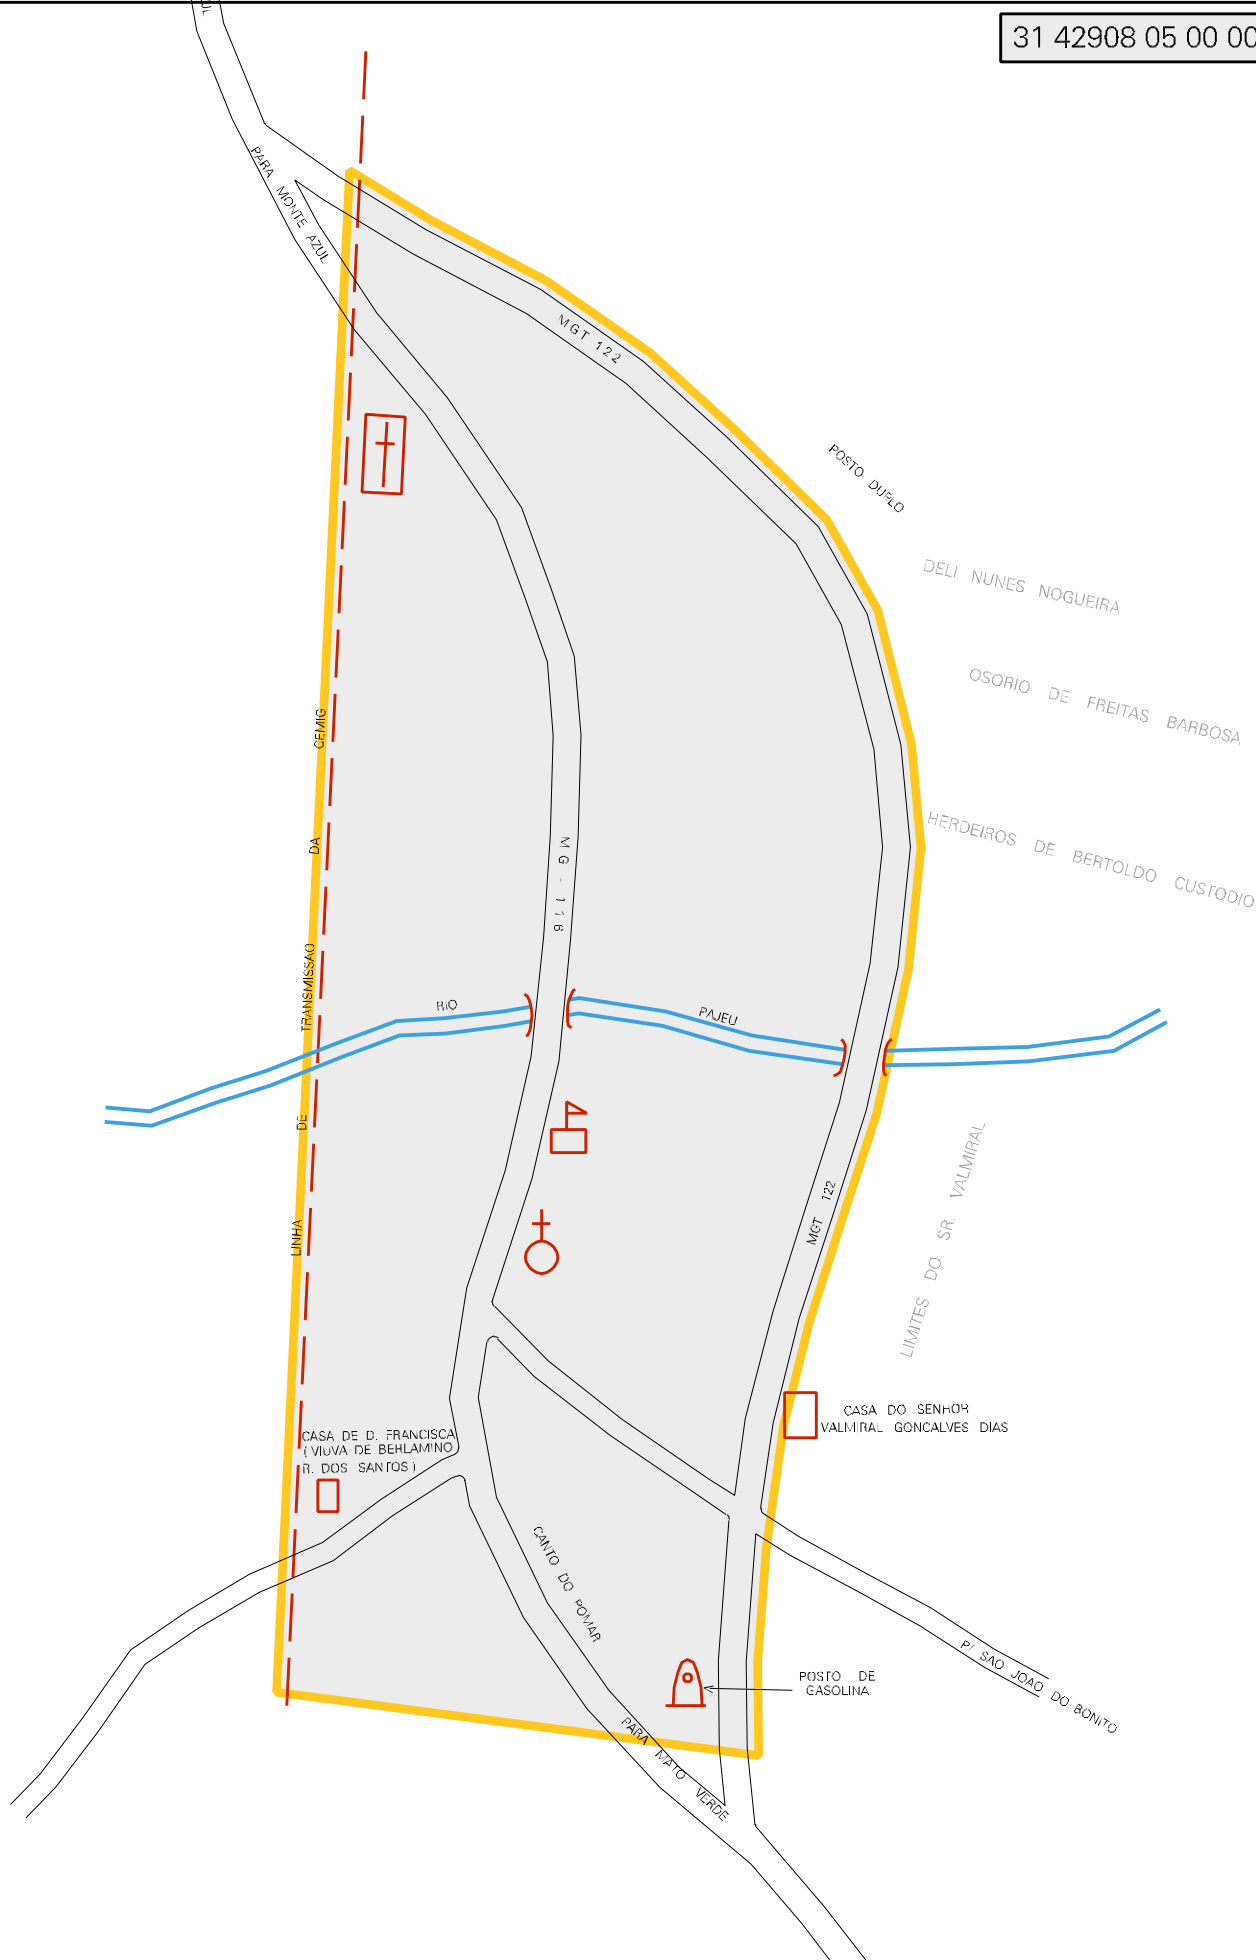 31 42908 05 00 00
PARA MONTE AZUL
MGT 122
POSTO DUPLO
DELI NUNES NOGUEIRA
OSORIO DE FREITAS BARBOSA
HERDEIROS DE BERTOLDO CUSTODIO
MG - 116
LINHA DE TRANSMISSAO DA CEMIG
RIO PAJEU
MGT 122
LIMITES DO SR. VALMIRAL
CASA DO SENHOR
VALMIRAL GONCALVES DIAS
CASA DE D. FRANCISCA
( VIUVA DE BERLAMINO
R. DOS SANTOS )
CANTO DO POMAR
P/ SAO JOAO DO BONITO
POSTO DE
GASOLINA
PARA MATO VERDE